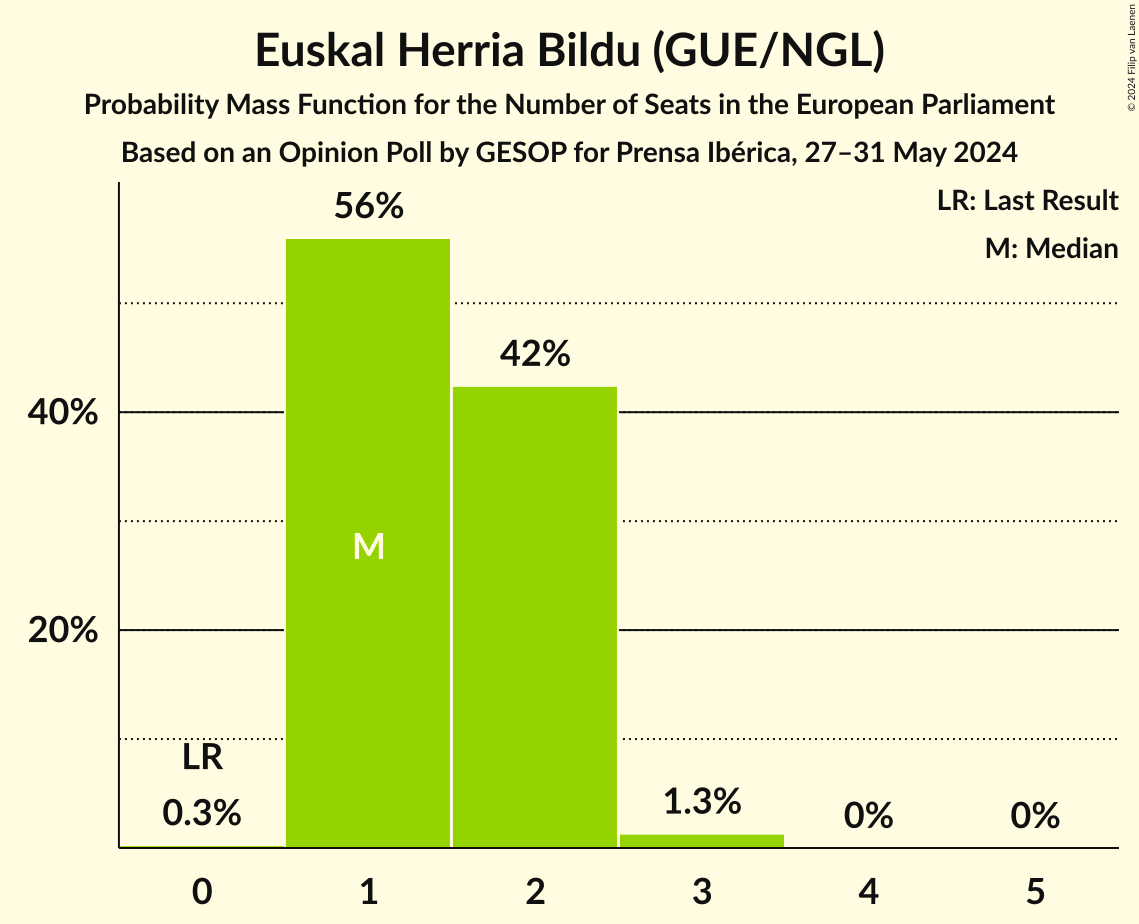 Euskal Herria Bildu (GUE/NGL)
Probability Mass Function for the Number of Seats in the European Parliament
Based on an Opinion Poll by GESOP for Prensa Ibérica, 27–31 May 2024
© 2024 Filip van Laenen
LR: Last Result
M: Median
56%
42%
40%
M
20%
LR
0.3%
1.3%
0%
0%
0 1 2 3 4 5